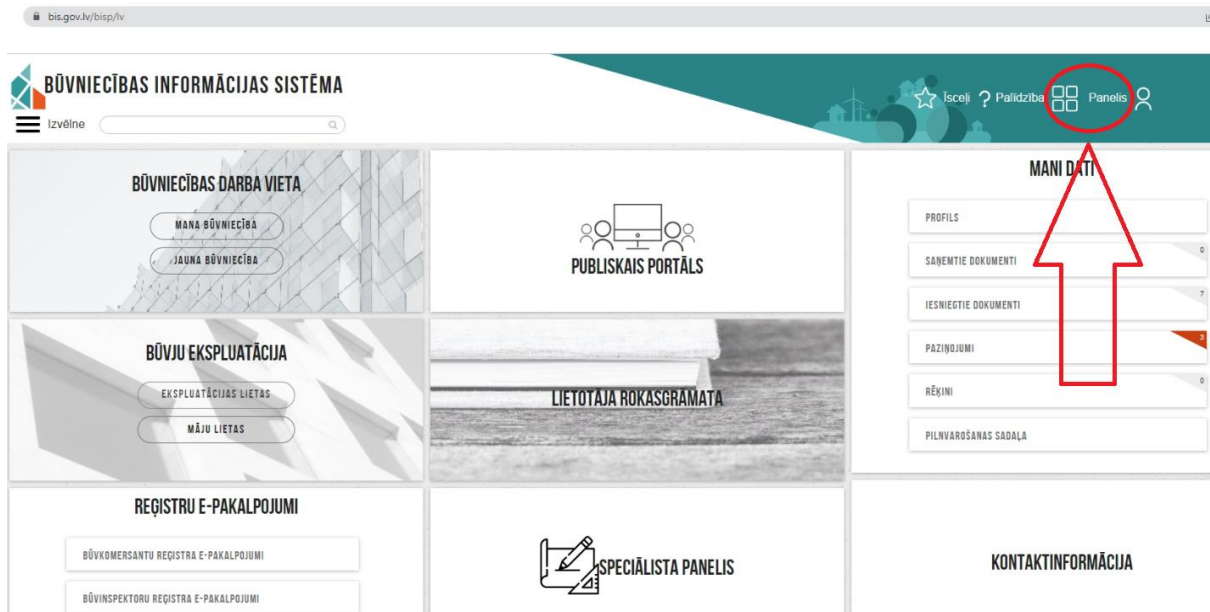 bis.gov.lv/bisp/lv
BŪVNIECĪBAS INFORMĀCIJAS SISTĒMA
Īsceļi ? Palīdzība Panelis
Izvēlne
BŪVNIECĪBAS DARBA VIETA
MANA BŪVNIECĪBA
JAUNA BŪVNIECĪBA
PUBLISKAIS PORTĀLS
MANI DATI
PROFILS
SAŅEMTIE DOKUMENTI 0
IESNIEGTIE DOKUMENTI 7
PAZIŅOJUMI 3
RĒĶINI 0
PILNVAROŠANAS SADAĻA
BŪVJU EKSPLUATĀCIJA
EKSPLUATĀCIJAS LIETAS
MĀJU LIETAS
LIETOTĀJA ROKASGRĀMATA
REĢISTRU E-PAKALPOJUMI
BŪVKOMERSANTU REĢISTRA E-PAKALPOJUMI
BŪVINSPEKTORU REĢISTRA E-PAKALPOJUMI
SPECIĀLISTA PANELIS
KONTAKTINFORMĀCIJA